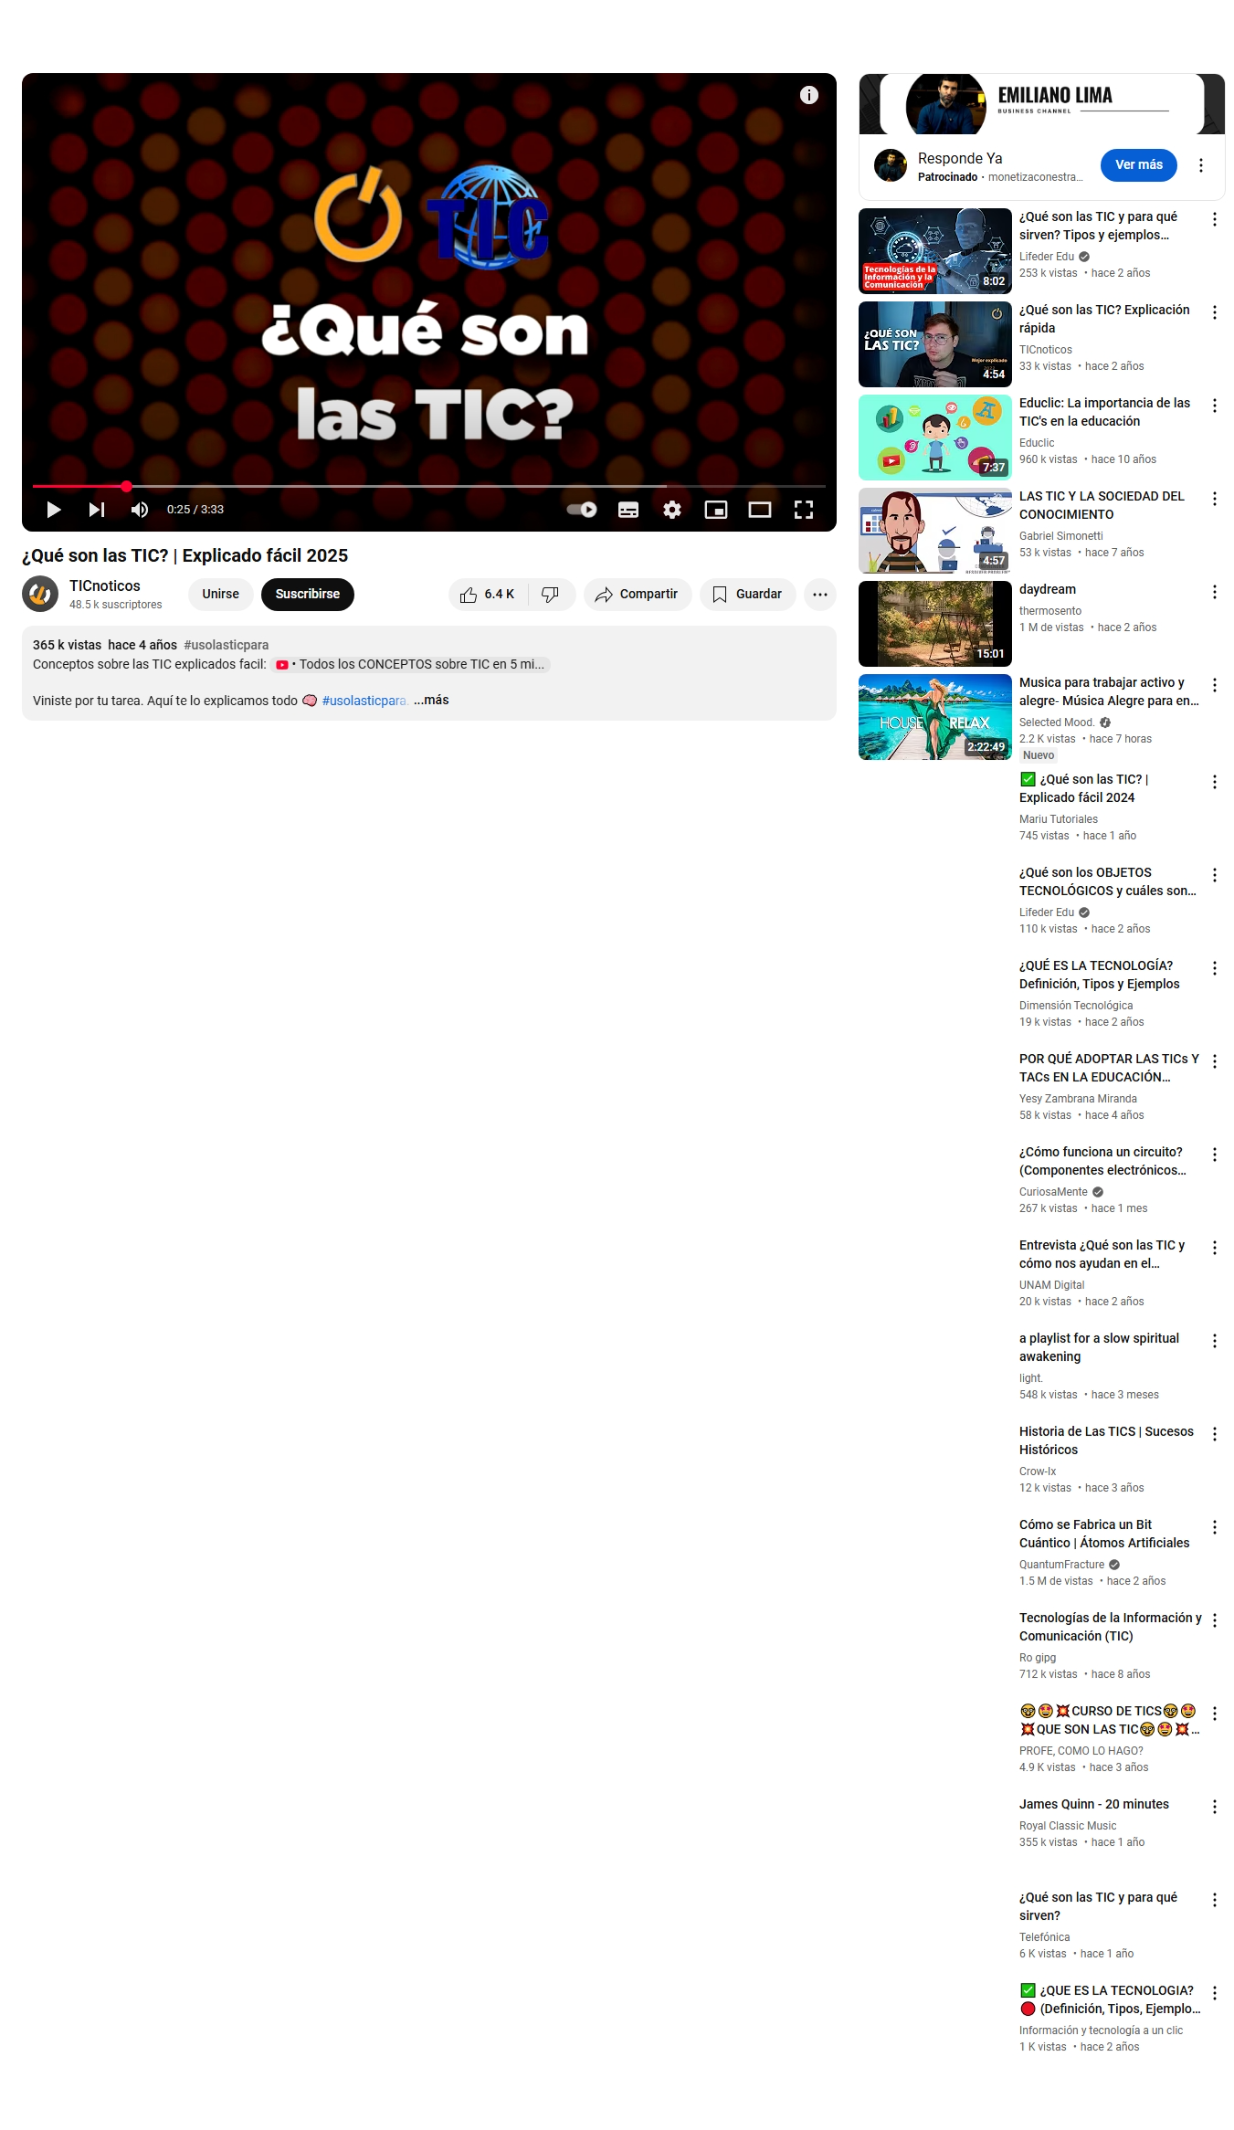 TIC
¿Qué son
las TIC?
0:25 / 3:33
¿Qué son las TIC? | Explicado fácil 2025
TICnoticos
48.5 k suscriptores
Unirse
Suscribirse
6.4 K
Compartir
Guardar
365 k vistas hace 4 años #usolasticpara
Conceptos sobre las TIC explicados facil: • Todos los CONCEPTOS sobre TIC en 5 mi...
Viniste por tu tarea. Aquí te lo explicamos todo 🧠 #usolasticpara. ...más
EMILIANO LIMA
BUSINESS CHANNEL
Responde Ya
Patrocinado · monetizaconestra...
Ver más
Tecnologías de la
Información y la
Comunicación
8:02
¿Qué son las TIC y para qué
sirven? Tipos y ejemplos...
Lifeder Edu
253 k vistas • hace 2 años
¿QUÉ SON
LAS TIC?
Mejor explicado
4:54
¿Qué son las TIC? Explicación
rápida
TICnoticos
33 k vistas • hace 2 años
7:37
Educlic: La importancia de las
TIC's en la educación
Educlic
960 k vistas • hace 10 años
4:57
LAS TIC Y LA SOCIEDAD DEL
CONOCIMIENTO
Gabriel Simonetti
53 k vistas • hace 7 años
15:01
daydream
thermosento
1 M de vistas • hace 2 años
HOUSE RELAX
2:22:49
Musica para trabajar activo y
alegre- Música Alegre para en...
Selected Mood.
2.2 K vistas • hace 7 horas
Nuevo
✅ ¿Qué son las TIC? |
Explicado fácil 2024
Mariu Tutoriales
745 vistas • hace 1 año
¿Qué son los OBJETOS
TECNOLÓGICOS y cuáles son...
Lifeder Edu
110 k vistas • hace 2 años
¿QUÉ ES LA TECNOLOGÍA?
Definición, Tipos y Ejemplos
Dimensión Tecnológica
19 k vistas • hace 2 años
POR QUÉ ADOPTAR LAS TICs Y
TACs EN LA EDUCACIÓN...
Yesy Zambrana Miranda
58 k vistas • hace 4 años
¿Cómo funciona un circuito?
(Componentes electrónicos...
CuriosaMente
267 k vistas • hace 1 mes
Entrevista ¿Qué son las TIC y
cómo nos ayudan en el...
UNAM Digital
20 k vistas • hace 2 años
a playlist for a slow spiritual
awakening
light.
548 k vistas • hace 3 meses
Historia de Las TICS | Sucesos
Históricos
Crow-Ix
12 k vistas • hace 3 años
Cómo se Fabrica un Bit
Cuántico | Átomos Artificiales
QuantumFracture
1.5 M de vistas • hace 2 años
Tecnologías de la Información y
Comunicación (TIC)
Ro gipg
712 k vistas • hace 8 años
🤓🤩💥CURSO DE TICS🤓🤩
💥QUE SON LAS TIC🤓🤩💥...
PROFE, COMO LO HAGO?
4.9 K vistas • hace 3 años
James Quinn - 20 minutes
Royal Classic Music
355 k vistas • hace 1 año
¿Qué son las TIC y para qué
sirven?
Telefónica
6 K vistas • hace 1 año
✅ ¿QUE ES LA TECNOLOGIA?
🔴 (Definición, Tipos, Ejemplo...
Información y tecnología a un clic
1 K vistas • hace 2 años